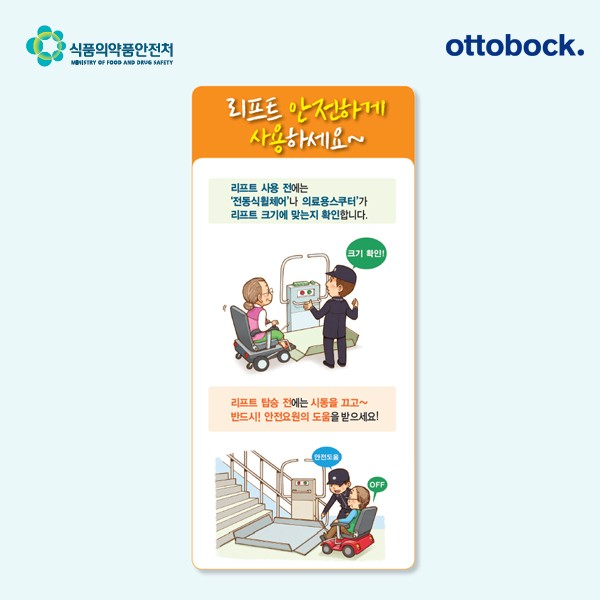 식품의약품안전처
MINISTRY OF FOOD AND DRUG SAFETY
ottobock.
리프트 안전하게
사용하세요~
리프트 사용 전에는
'전동식휠체어'나 의료용스쿠터'가
리프트 크기에 맞는지 확인합니다.
크기 확인!
리프트 탑승 전에는 시동을 끄고~
반드시! 안전요원의 도움을 받으세요!
안전도움
OFF